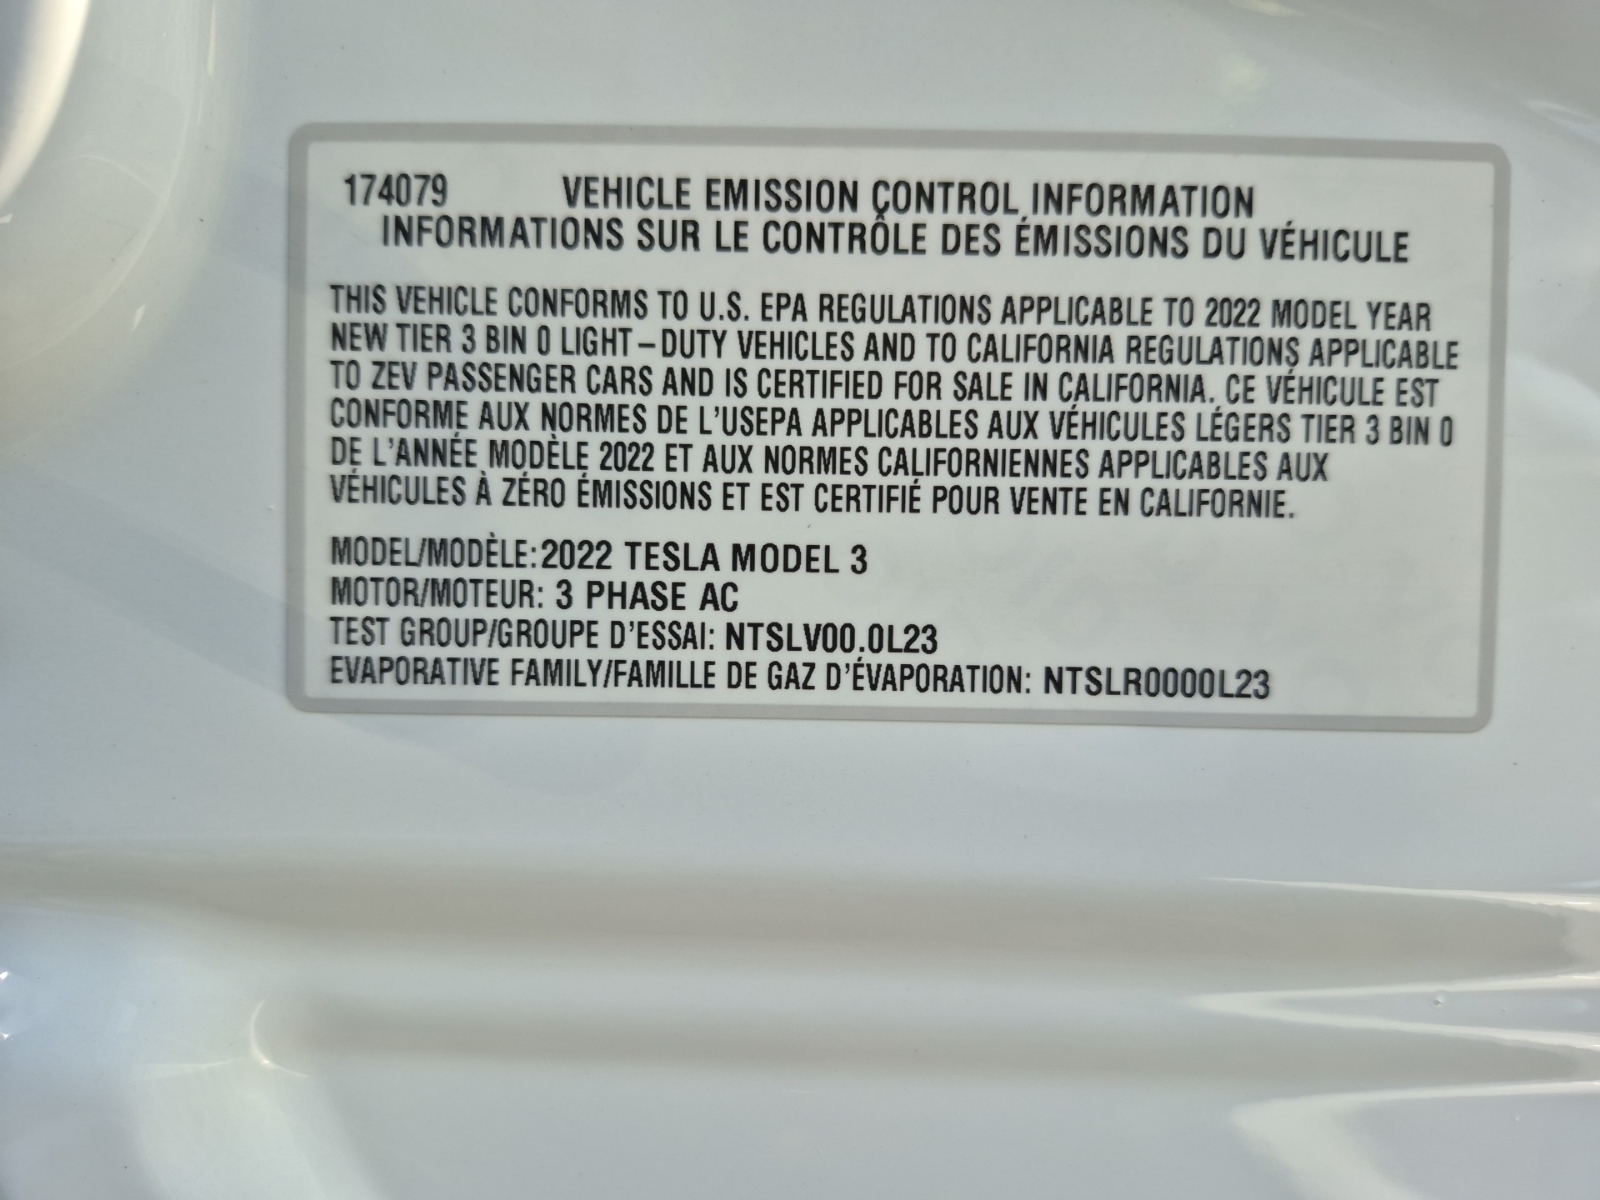 174079 VEHICLE EMISSION CONTROL INFORMATION
INFORMATIONS SUR LE CONTRÔLE DES ÉMISSIONS DU VÉHICULE
THIS VEHICLE CONFORMS TO U.S. EPA REGULATIONS APPLICABLE TO 2022 MODEL YEAR
NEW TIER 3 BIN 0 LIGHT-DUTY VEHICLES AND TO CALIFORNIA REGULATIONS APPLICABLE
TO ZEV PASSENGER CARS AND IS CERTIFIED FOR SALE IN CALIFORNIA. CE VÉHICULE EST
CONFORME AUX NORMES DE L'USEPA APPLICABLES AUX VÉHICULES LÉGERS TIER 3 BIN 0
DE L'ANNÉE MODÈLE 2022 ET AUX NORMES CALIFORNIENNES APPLICABLES AUX
VÉHICULES À ZÉRO ÉMISSIONS ET EST CERTIFIÉ POUR VENTE EN CALIFORNIE.
MODEL/MODÈLE: 2022 TESLA MODEL 3
MOTOR/MOTEUR: 3 PHASE AC
TEST GROUP/GROUPE D'ESSAI: NTSLV00.0L23
EVAPORATIVE FAMILY/FAMILLE DE GAZ D'ÉVAPORATION: NTSLR0000L23